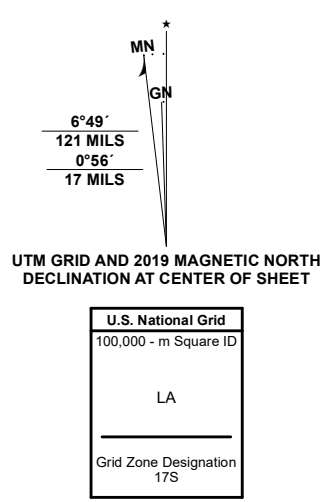 ★
MN
GN
6°49´
121 MILS
0°56´
17 MILS
UTM GRID AND 2019 MAGNETIC NORTH
DECLINATION AT CENTER OF SHEET
U.S. National Grid
100,000 - m Square ID
LA
Grid Zone Designation
17S